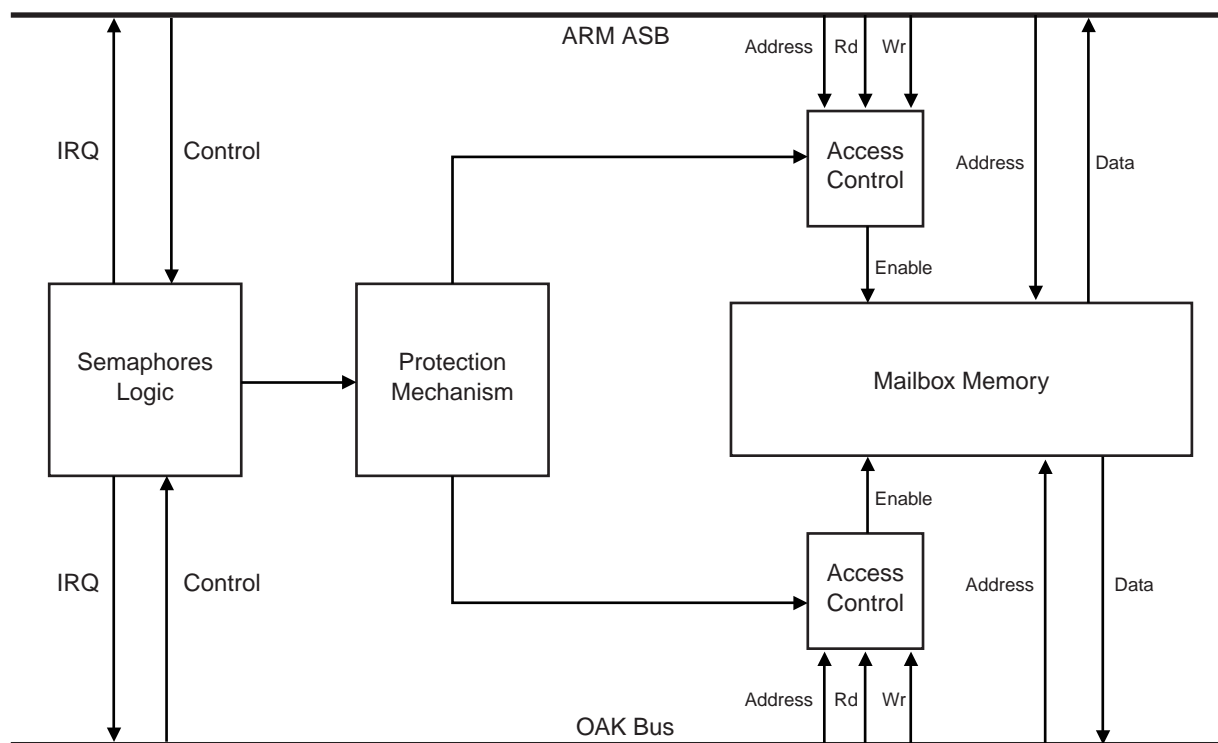 ARM ASB
Address
Rd
Wr
IRQ
Control
Access
Control
Address
Data
Enable
Semaphores
Logic
Protection
Mechanism
Mailbox Memory
Enable
IRQ
Control
Access
Control
Address
Data
Address
Rd
Wr
OAK Bus